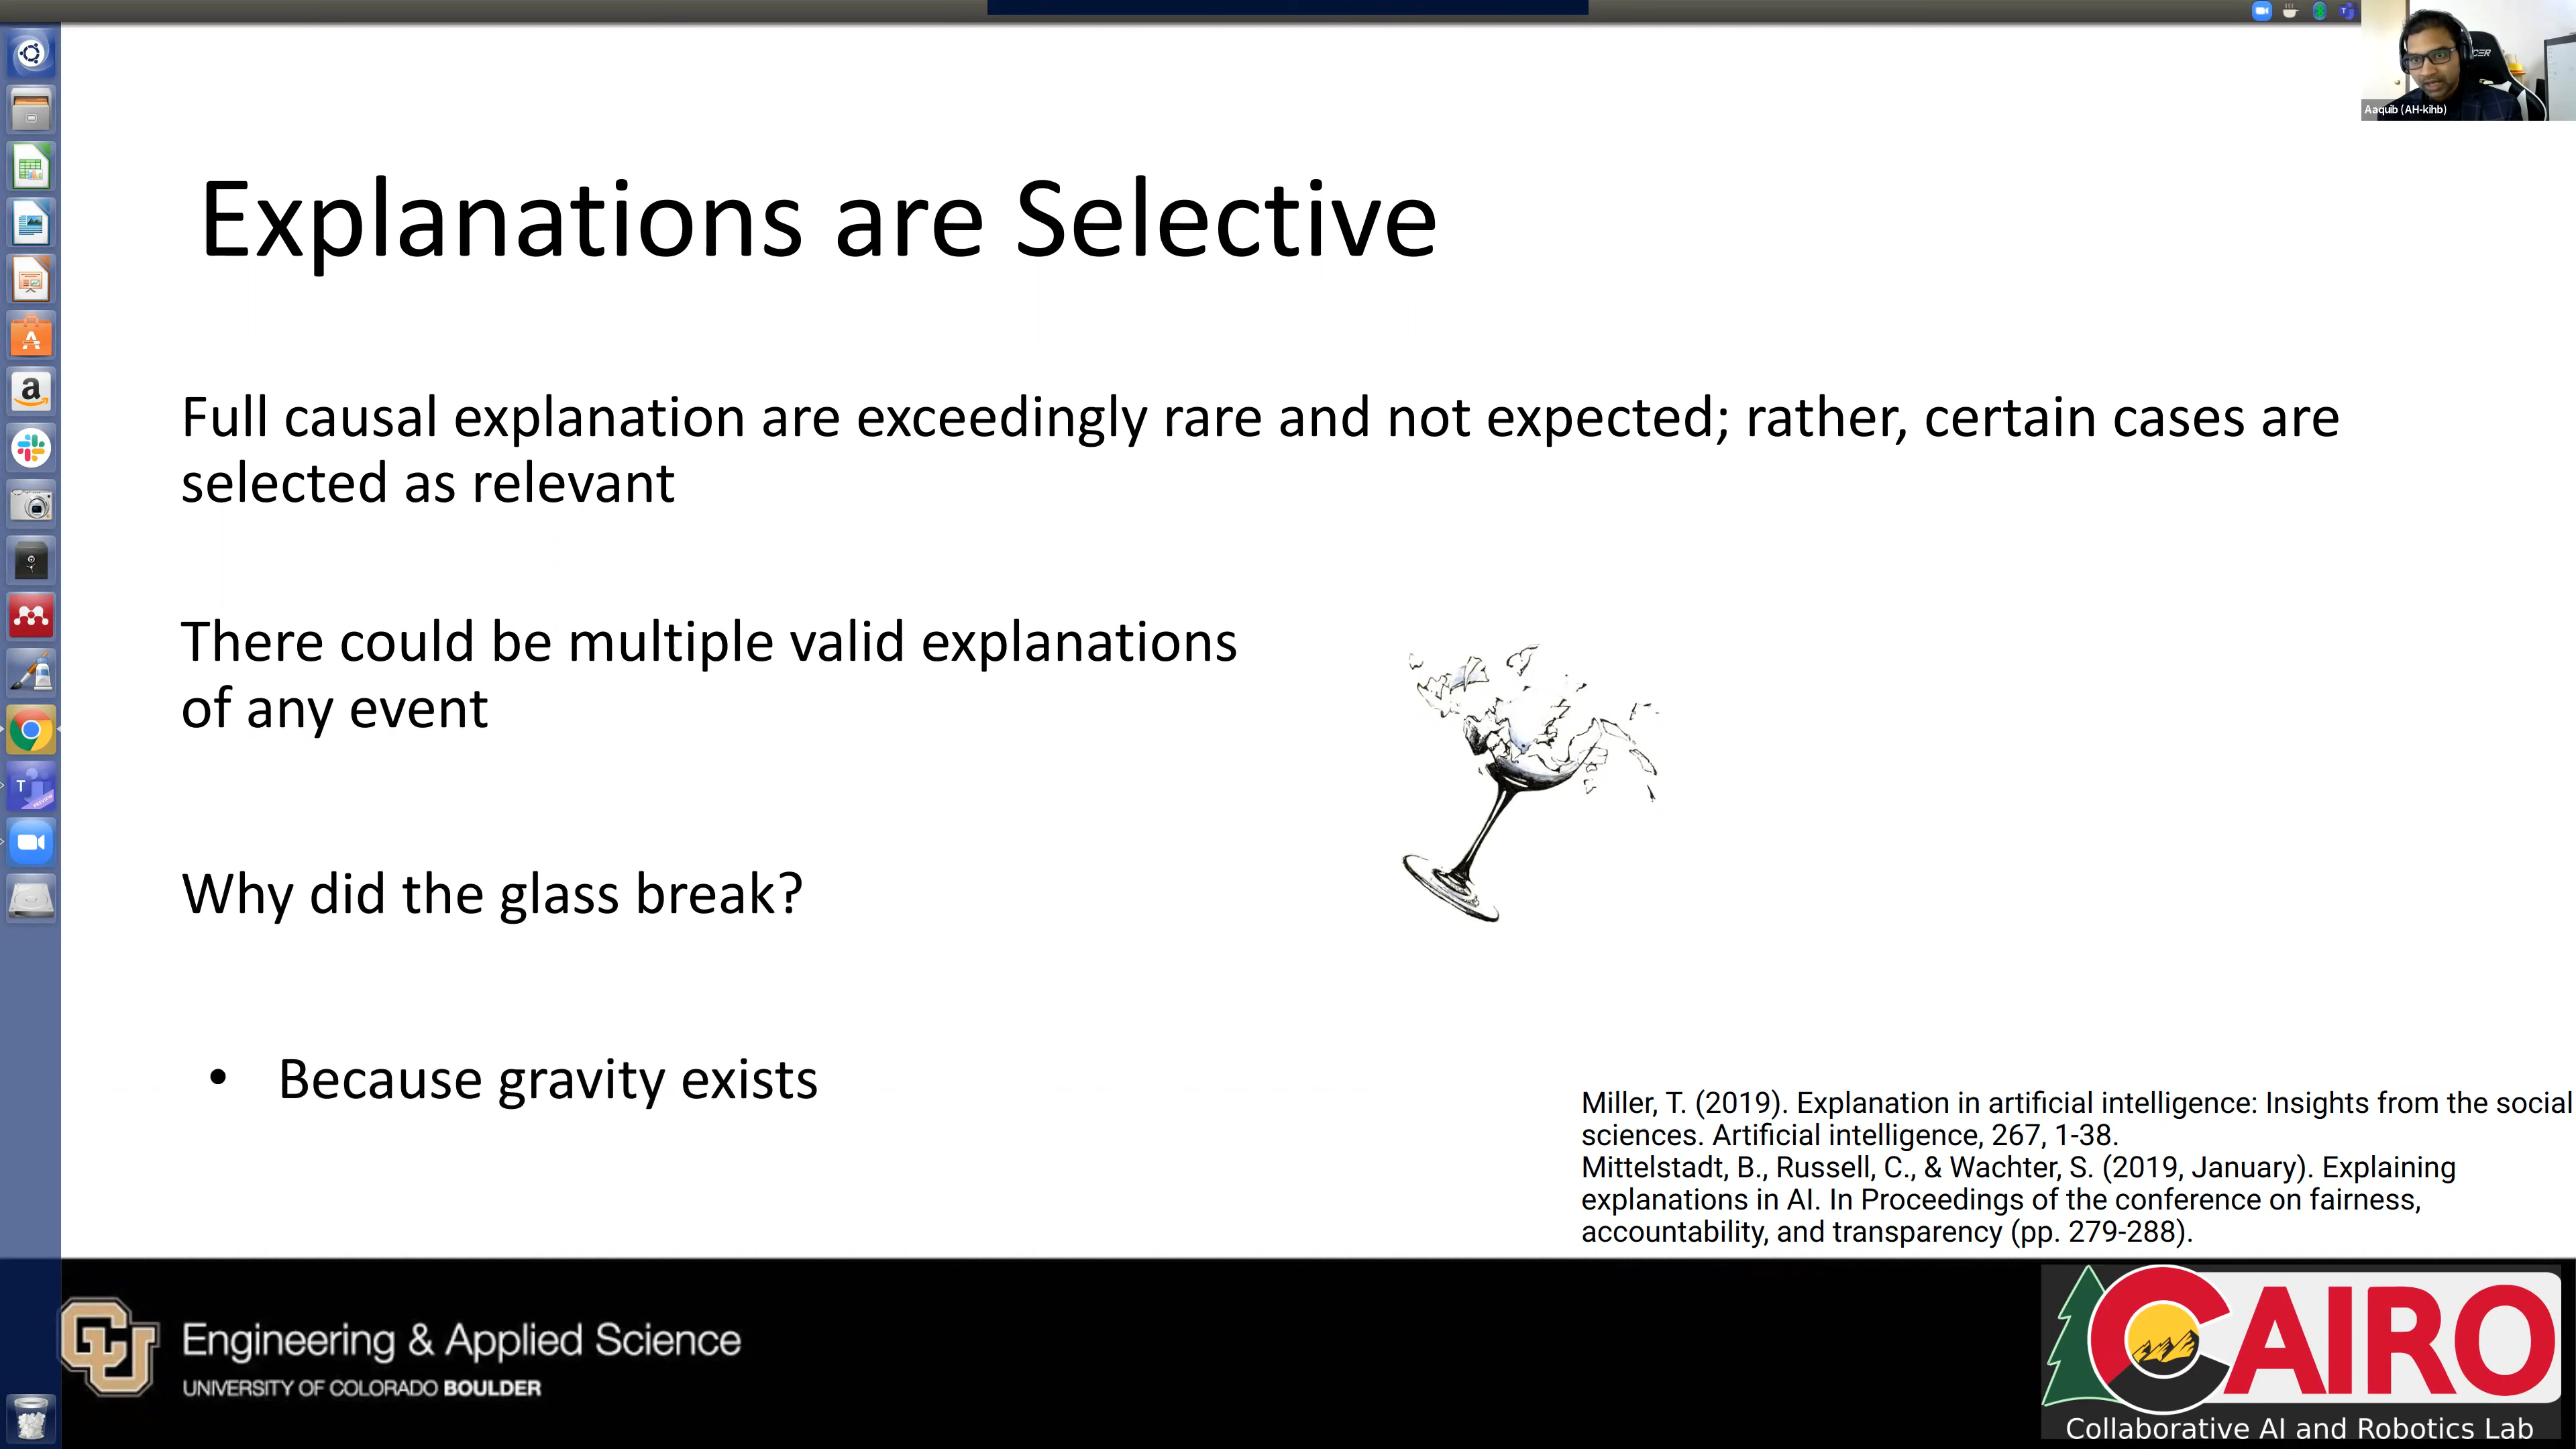 Aaquib (AH-kihb)
Explanations are Selective
Full causal explanation are exceedingly rare and not expected; rather, certain cases are
selected as relevant
There could be multiple valid explanations
of any event
Why did the glass break?
• Because gravity exists
Miller, T. (2019). Explanation in artificial intelligence: Insights from the social
sciences. Artificial intelligence, 267, 1-38.
Mittelstadt, B., Russell, C., & Wachter, S. (2019, January). Explaining
explanations in AI. In Proceedings of the conference on fairness,
accountability, and transparency (pp. 279-288).
CU
Engineering & Applied Science
UNIVERSITY OF COLORADO BOULDER
CAIRO
Collaborative AI and Robotics Lab